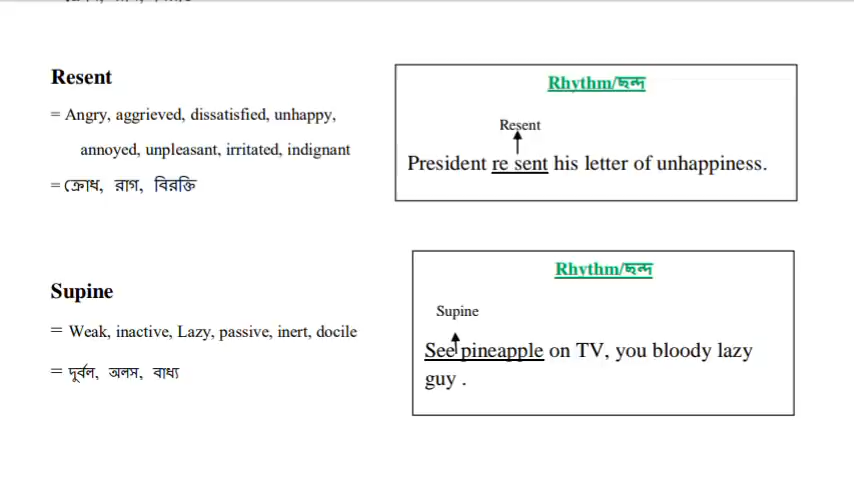 Resent
= Angry, aggrieved, dissatisfied, unhappy,
annoyed, unpleasant, irritated, indignant
= ক্রোধ, রাগ, বিরক্তি
Rhythm/ছন্দ
Resent
President re sent his letter of unhappiness.
Supine
= Weak, inactive, Lazy, passive, inert, docile
= দুর্বল, অলস, বাধ্য
Rhythm/ছন্দ
Supine
See pineapple on TV, you bloody lazy
guy .